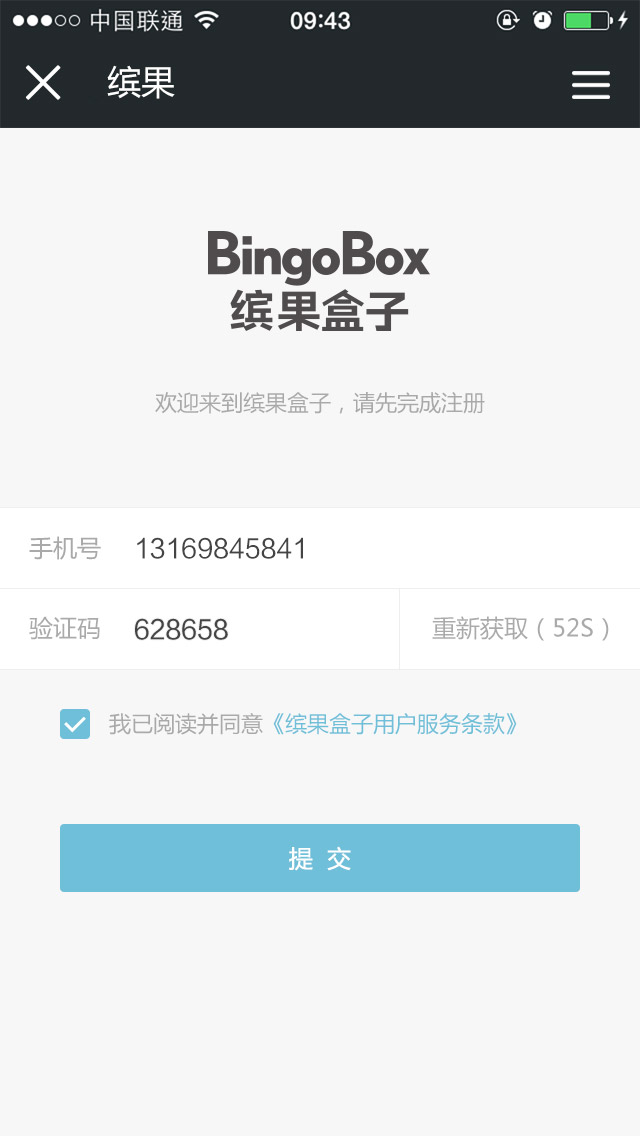 中国联通 09:43
缤果
BingoBox
缤果盒子
欢迎来到缤果盒子，请先完成注册
手机号 13169845841
验证码 628658 重新获取（52S）
我已阅读并同意《缤果盒子用户服务条款》
提 交